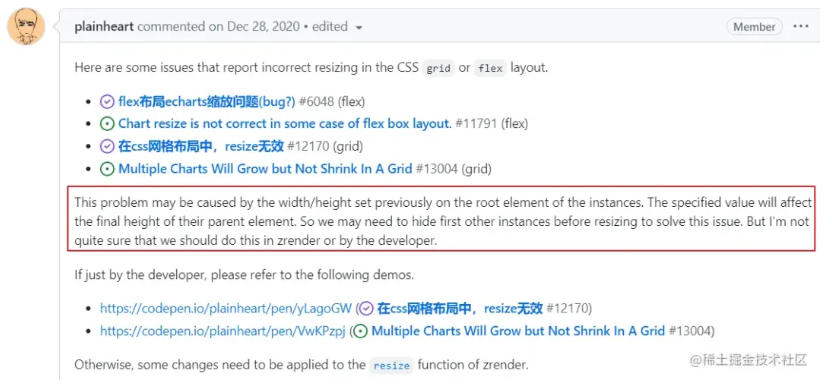 plainheart commented on Dec 28, 2020 • edited
Member
Here are some issues that report incorrect resizing in the CSS grid or flex layout.
flex布局echarts缩放问题(bug?) #6048 (flex)
Chart resize is not correct in some case of flex box layout. #11791 (flex)
在css网格布局中，resize无效 #12170 (grid)
Multiple Charts Will Grow but Not Shrink In A Grid #13004 (grid)
This problem may be caused by the width/height set previously on the root element of the instances. The specified value will affect
the final height of their parent element. So we may need to hide first other instances before resizing to solve this issue. But I'm not
quite sure that we should do this in zrender or by the developer.
If just by the developer, please refer to the following demos.
https://codepen.io/plainheart/pen/yLagoGW (在css网格布局中，resize无效 #12170)
https://codepen.io/plainheart/pen/VwKPzpj (Multiple Charts Will Grow but Not Shrink In A Grid #13004)
Otherwise, some changes need to be applied to the resize function of zrender.
@稀土掘金技术社区